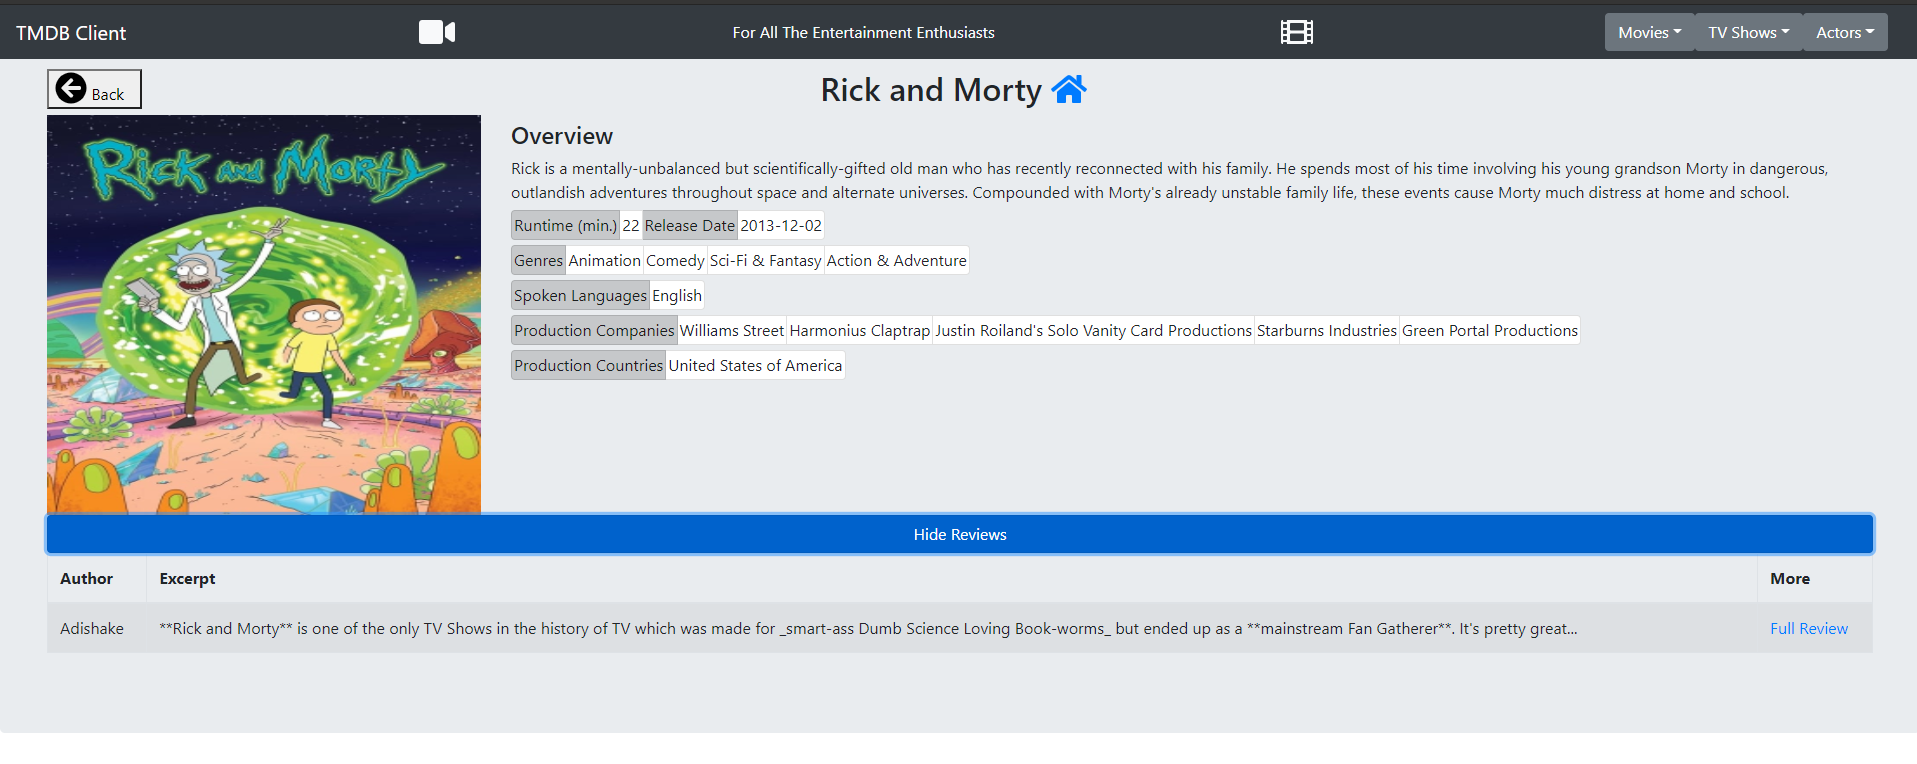 TMDB Client For All The Entertainment Enthusiasts Movies TV Shows Actors
Back
Rick and Morty
Rick and Morty
Overview
Rick is a mentally-unbalanced but scientifically-gifted old man who has recently reconnected with his family. He spends most of his time involving his young grandson Morty in dangerous,
outlandish adventures throughout space and alternate universes. Compounded with Morty's already unstable family life, these events cause Morty much distress at home and school.
Runtime (min.) 22 Release Date 2013-12-02
Genres Animation Comedy Sci-Fi & Fantasy Action & Adventure
Spoken Languages English
Production Companies Williams Street Harmonius Claptrap Justin Roiland's Solo Vanity Card Productions Starburns Industries Green Portal Productions
Production Countries United States of America
Hide Reviews
Author Excerpt More
Adishake **Rick and Morty** is one of the only TV Shows in the history of TV which was made for _smart-ass Dumb Science Loving Book-worms_ but ended up as a **mainstream Fan Gatherer**. It's pretty great... Full Review